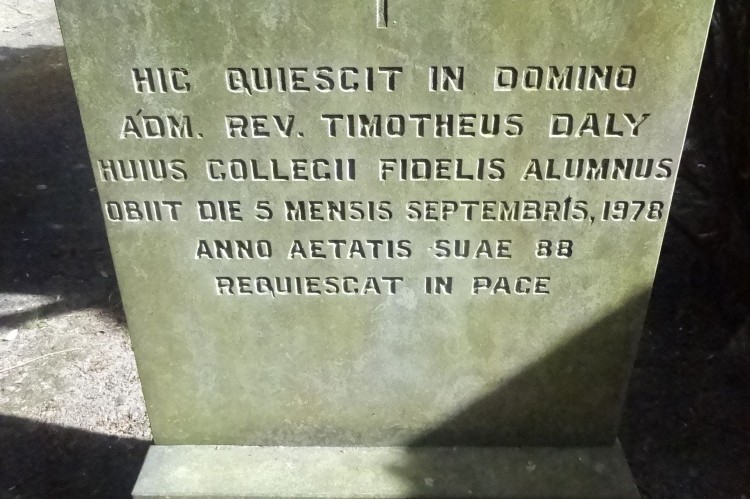 HIC QUIESCIT IN DOMINO
ADM. REV. TIMOTHEUS DALY
HUIUS COLLEGII FIDELIS ALUMNUS
OBIIT DIE 5 MENSIS SEPTEMBRIS, 1978
ANNO AETATIS SUAE 88
REQUIESCAT IN PACE